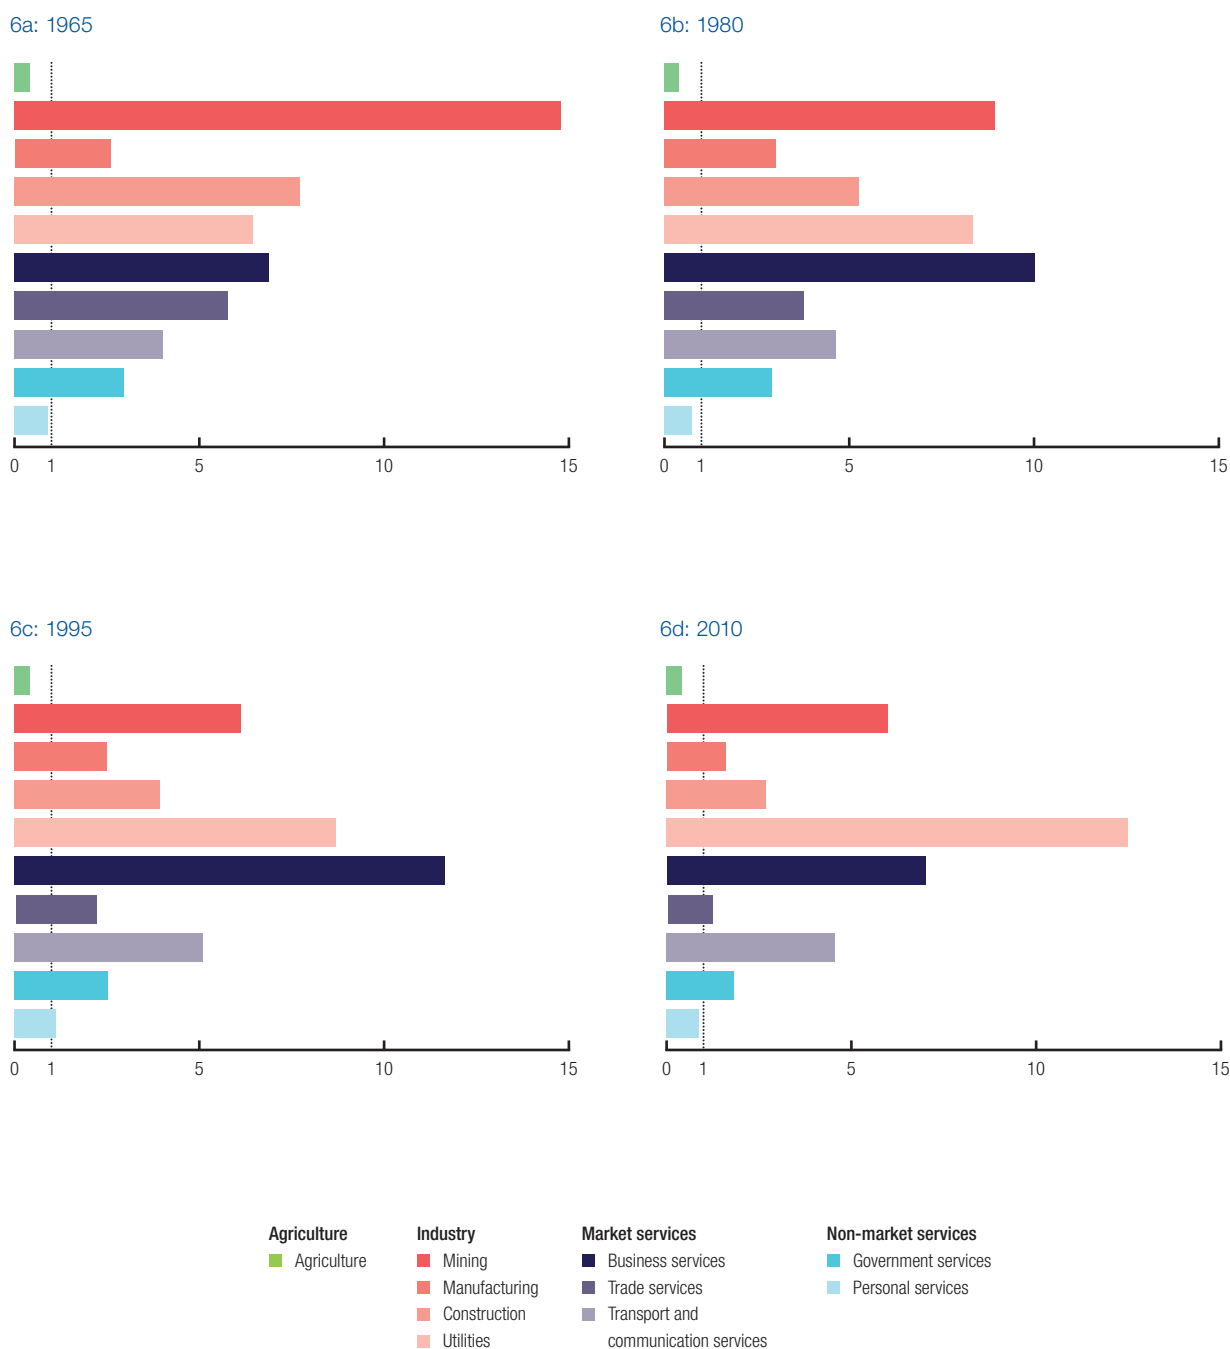 6a: 1965
0 1 5 10 15
6b: 1980
0 1 5 10 15
6c: 1995
0 1 5 10 15
6d: 2010
0 1 5 10 15
Agriculture
Agriculture
Industry
Mining
Manufacturing
Construction
Utilities
Market services
Business services
Trade services
Transport and
communication services
Non-market services
Government services
Personal services